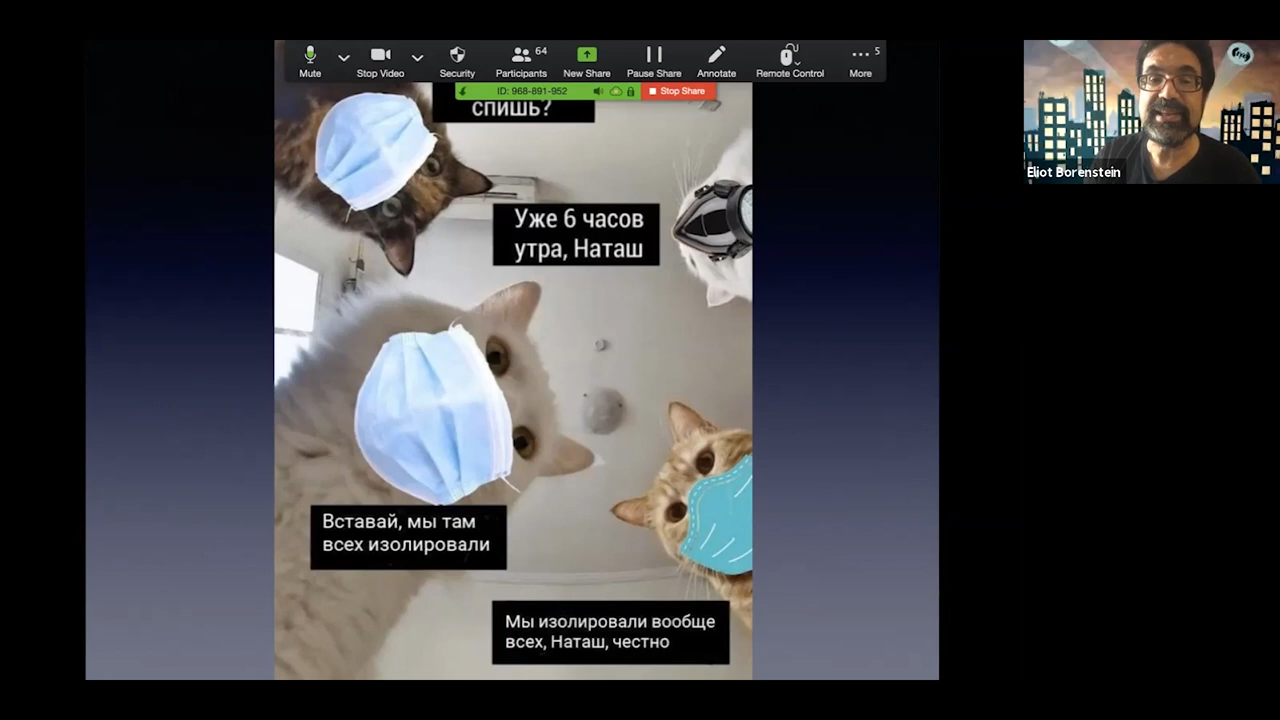 64
5
Mute
Stop Video
Security
Participants
New Share
Pause Share
Annotate
Remote Control
More
ID: 968-891-952
Stop Share
спишь?
Уже 6 часов
утра, Наташ
Вставай, мы там
всех изолировали
Мы изолировали вообще
всех, Наташ, честно
Eliot Borenstein